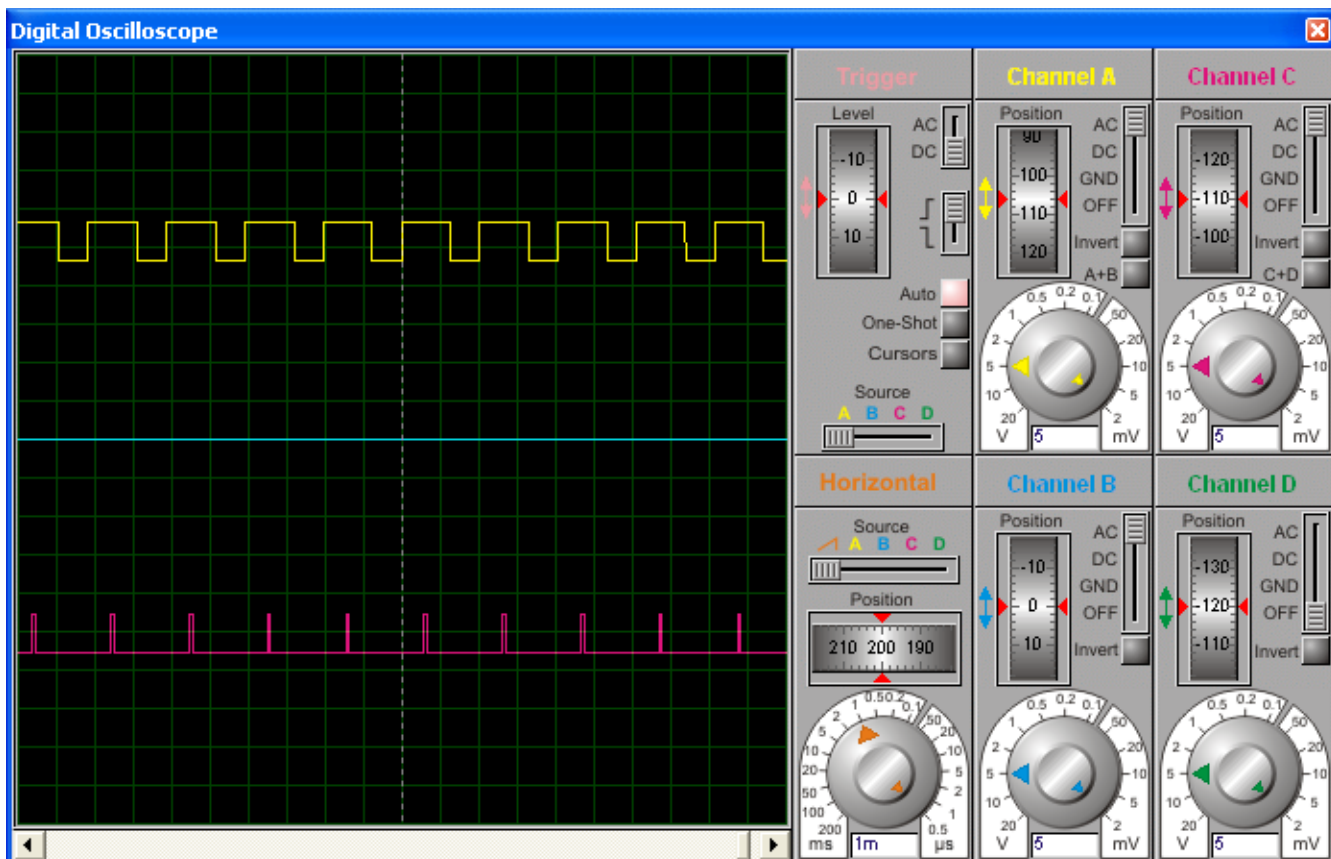 Digital Oscilloscope
Trigger
Level
AC
DC
-10
0
10
Auto
One-Shot
Cursors
Source
A B C D
Channel A
Position
90
100
110
120
AC
DC
GND
OFF
Invert
A+B
20 10 5 2 1 0.5 0.2 0.1 50 20 10 5 2
V 5 mV
Channel C
Position
-120
-110
-100
AC
DC
GND
OFF
Invert
C+D
20 10 5 2 1 0.5 0.2 0.1 50 20 10 5 2
V 5 mV
Horizontal
Source
A B C D
Position
210 200 190
200 100 50 20 10 5 2 1 0.5 0.2 0.1 50 20 10 5 2 1 0.5
ms 1m µs
Channel B
Position
-10
0
10
AC
DC
GND
OFF
Invert
20 10 5 2 1 0.5 0.2 0.1 50 20 10 5 2
V 5 mV
Channel D
Position
-130
-120
-110
AC
DC
GND
OFF
Invert
20 10 5 2 1 0.5 0.2 0.1 50 20 10 5 2
V 5 mV